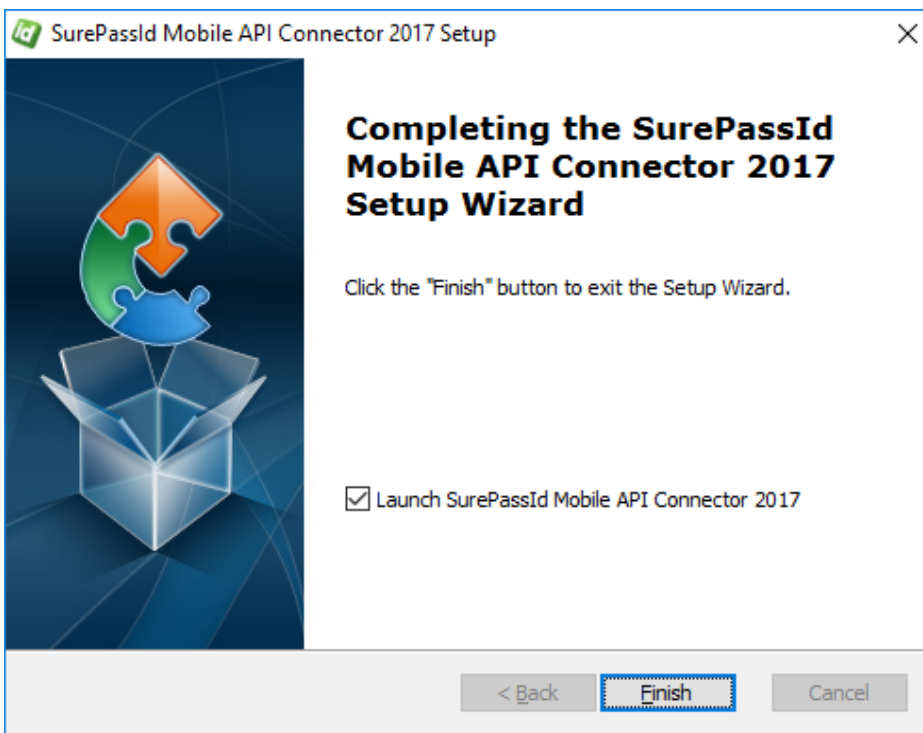 id SurePassId Mobile API Connector 2017 Setup
Completing the SurePassId
Mobile API Connector 2017
Setup Wizard
Click the "Finish" button to exit the Setup Wizard.
Launch SurePassId Mobile API Connector 2017
< Back Finish Cancel